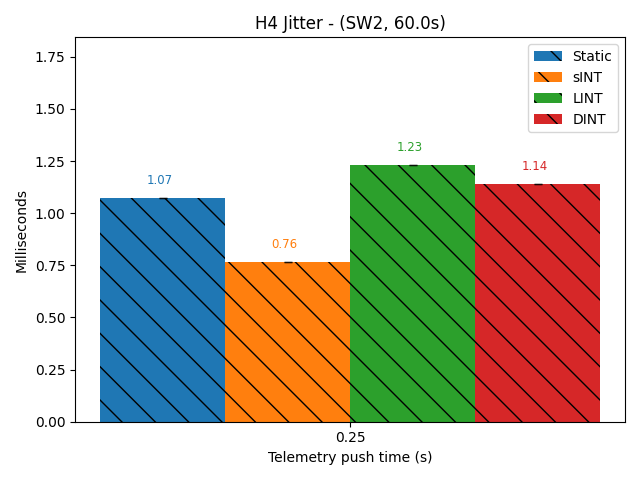 H4 Jitter - (SW2, 60.0s)
Milliseconds
1.75
1.50
1.25
1.00
0.75
0.50
0.25
0.00
Static
sINT
LINT
DINT
1.07
0.76
1.23
1.14
0.25
Telemetry push time (s)